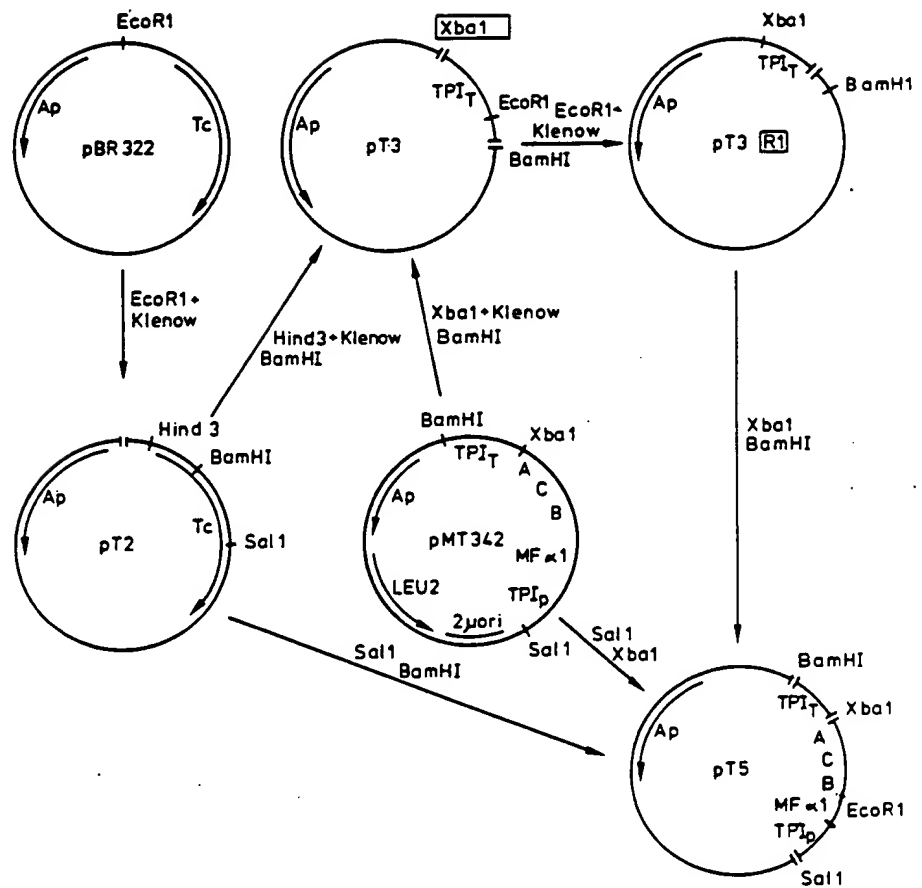 EcoR1
Ap
Tc
pBR 322
Xba1
TPI_T
EcoR1
Ap
pT3
BamHI
EcoR1+
Klenow
Xba1
TPI_T
BamH1
Ap
pT3 R1
EcoR1+
Klenow
Hind3+Klenow
BamHI
Xba1+Klenow
BamHI
Xba1
BamHI
Hind 3
BamHI
Ap
Tc
Sal1
pT2
BamHI
Xba1
TPI_T
A
C
B
Ap
pMT342
MFα1
LEU2
TPI_p
2μori
Sal1
Sal1
Xba1
Sal1
BamHI
BamHI
TPI_T
Xba1
Ap
A
C
B
pT5
MFα1
EcoR1
TPI_p
Sal1